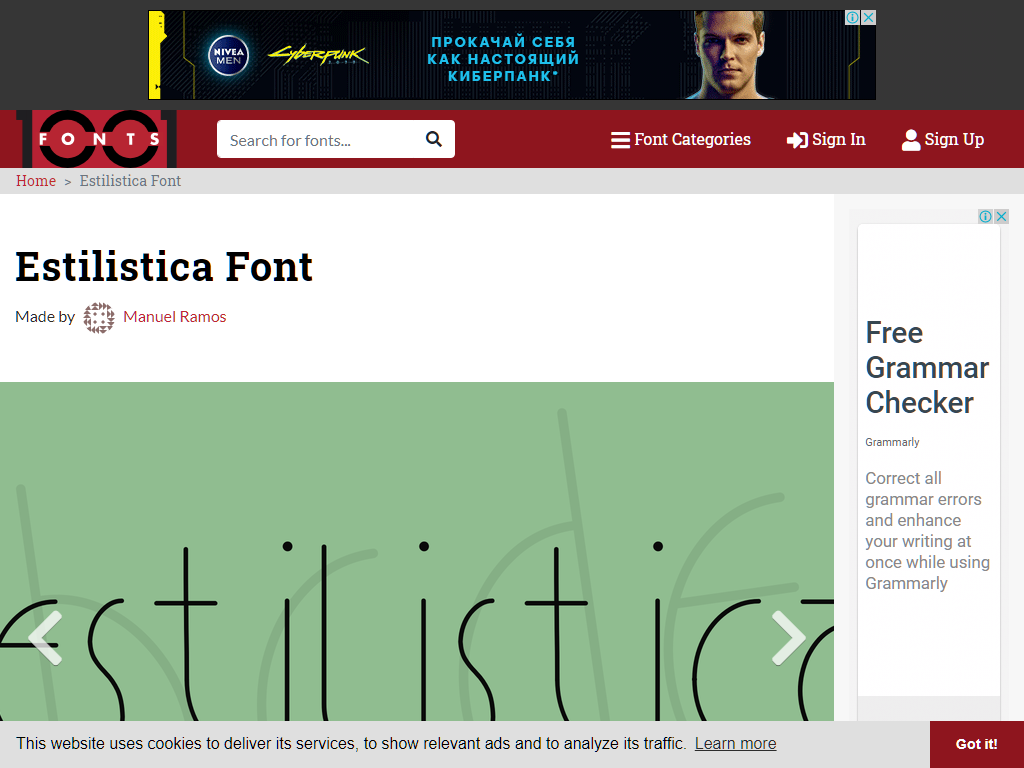 NIVEA
MEN
CYBERPUNK
ПРОКАЧАЙ СЕБЯ
КАК НАСТОЯЩИЙ
КИБЕРПАНК*
1001
FONTS
Search for fonts...
Font Categories
Sign In
Sign Up
Home > Estilistica Font
Estilistica Font
Made by Manuel Ramos
Free
Grammar
Checker
Grammarly
Correct all
grammar errors
and enhance
your writing at
once while using
Grammarly
estilistica
This website uses cookies to deliver its services, to show relevant ads and to analyze its traffic. Learn more
Got it!